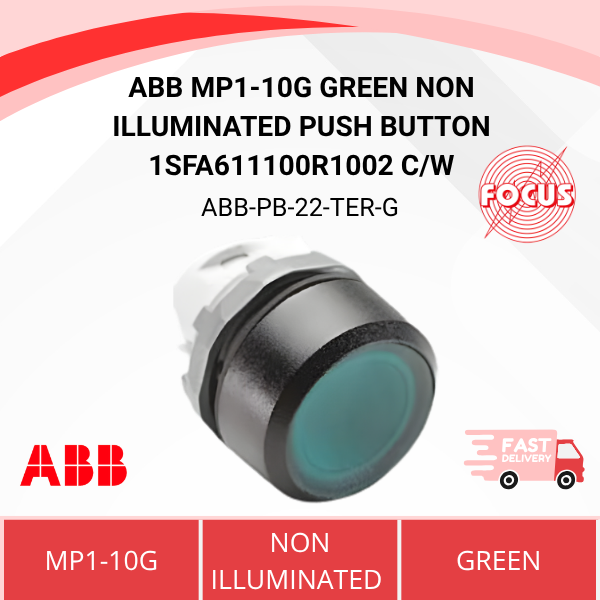 ABB MP1-10G GREEN NON
ILLUMINATED PUSH BUTTON
1SFA611100R1002 C/W
ABB-PB-22-TER-G
FOCUS
ABB
FAST
DELIVERY
MP1-10G
NON
ILLUMINATED
GREEN